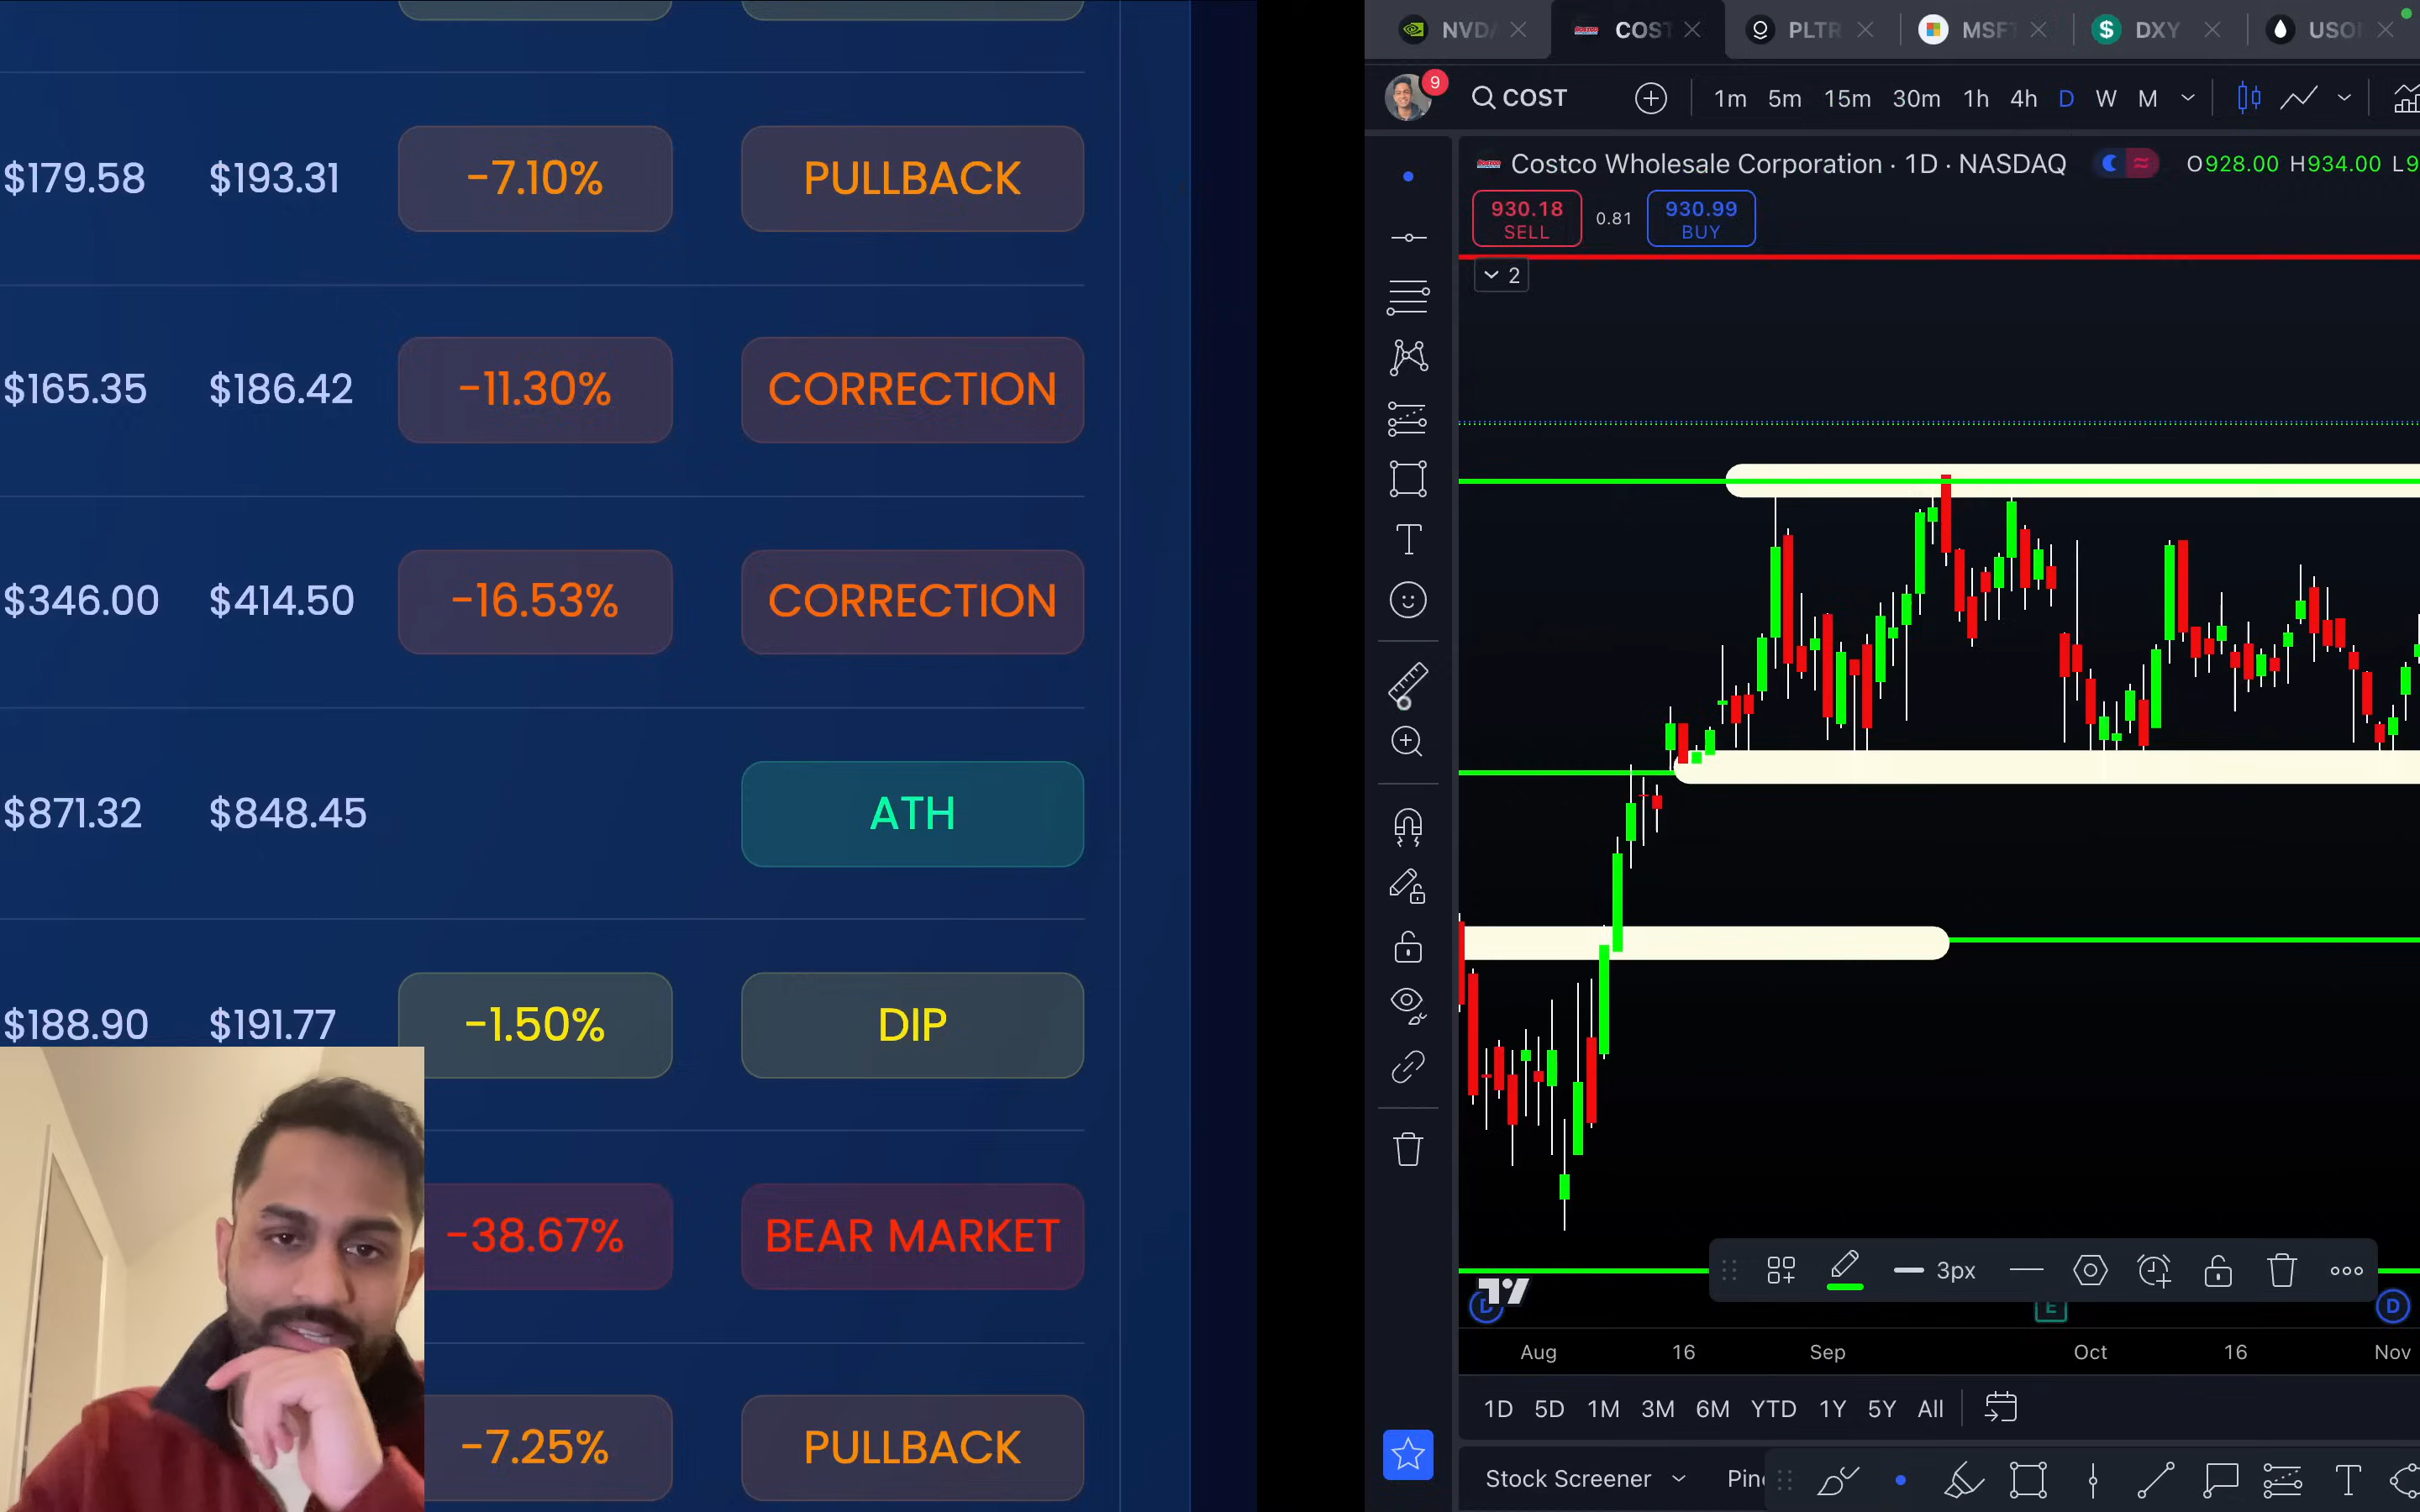 $179.58 $193.31 -7.10% PULLBACK
$165.35 $186.42 -11.30% CORRECTION
$346.00 $414.50 -16.53% CORRECTION
$871.32 $848.45 ATH
$188.90 $191.77 -1.50% DIP
-38.67% BEAR MARKET
-7.25% PULLBACK
NVD COST PLTR MSF DXY USO
9 COST 1m 5m 15m 30m 1h 4h D W M
Costco Wholesale Corporation · 1D · NASDAQ O928.00 H934.00 L9
930.18 0.81 930.99
SELL BUY
2
3px
D E D
Aug 16 Sep Oct 16 Nov
1D 5D 1M 3M 6M YTD 1Y 5Y All
Stock Screener